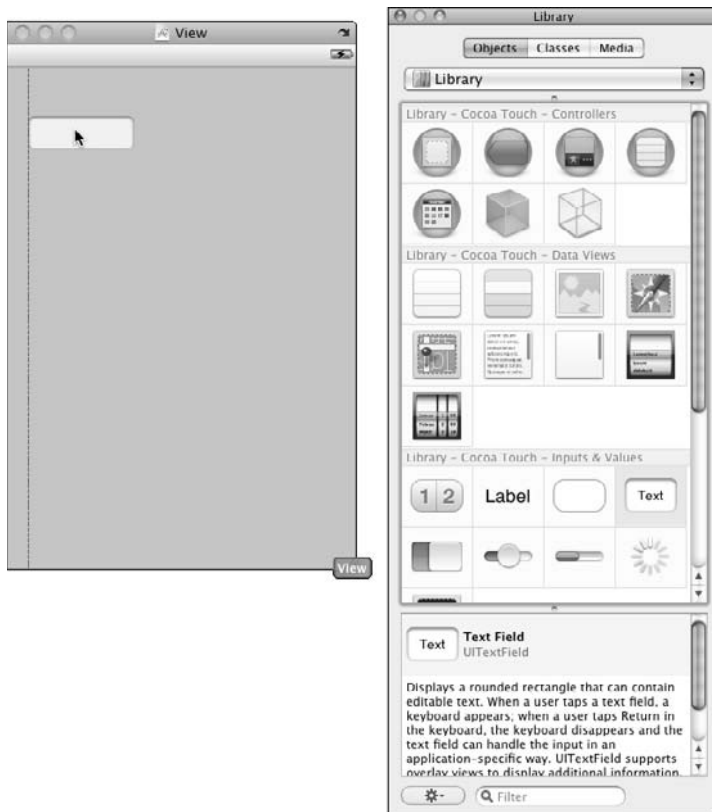 View
View
Library
Objects Classes Media
Library
Library – Cocoa Touch – Controllers
Library – Cocoa Touch – Data Views
Library – Cocoa Touch – Inputs & Values
1 2
Label
Text
Text
Text Field
UITextField
Displays a rounded rectangle that can contain
editable text. When a user taps a text field, a
keyboard appears; when a user taps Return in
the keyboard, the keyboard disappears and the
text field can handle the input in an
application-specific way. UITextField supports
overlay views to display additional information,
Filter